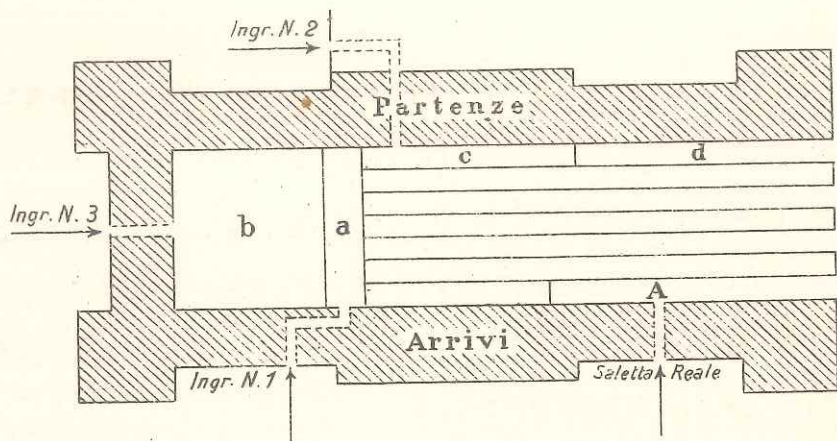 Ingr. N. 2
Partenze
c
d
Ingr. N. 3
b
a
A
Arrivi
Ingr. N. 1
Saletta Reale